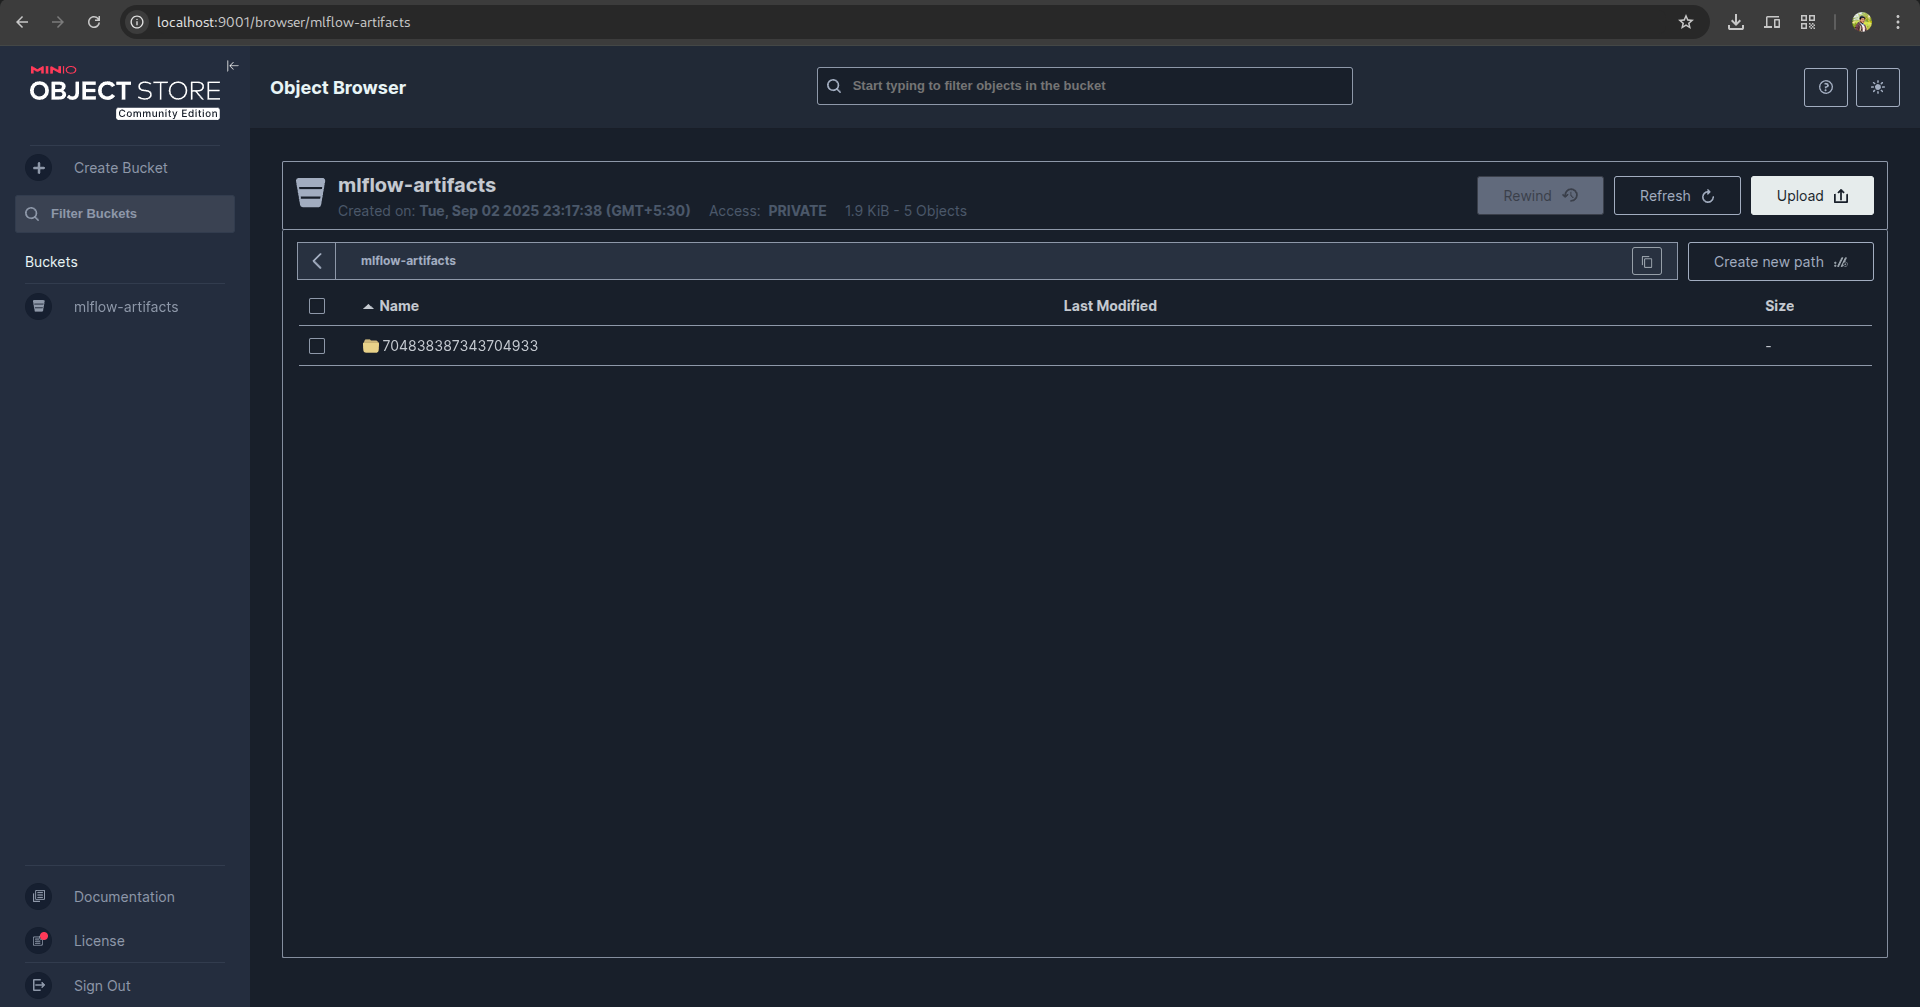 localhost:9001/browser/mlflow-artifacts
MINIO
OBJECT STORE
Community Edition
Create Bucket
Filter Buckets
Buckets
mlflow-artifacts
Documentation
License
Sign Out
Object Browser
Start typing to filter objects in the bucket
mlflow-artifacts
Created on: Tue, Sep 02 2025 23:17:38 (GMT+5:30) Access: PRIVATE 1.9 KiB - 5 Objects
Rewind Refresh Upload
mlflow-artifacts
Create new path
Name Last Modified Size
704838387343704933 -